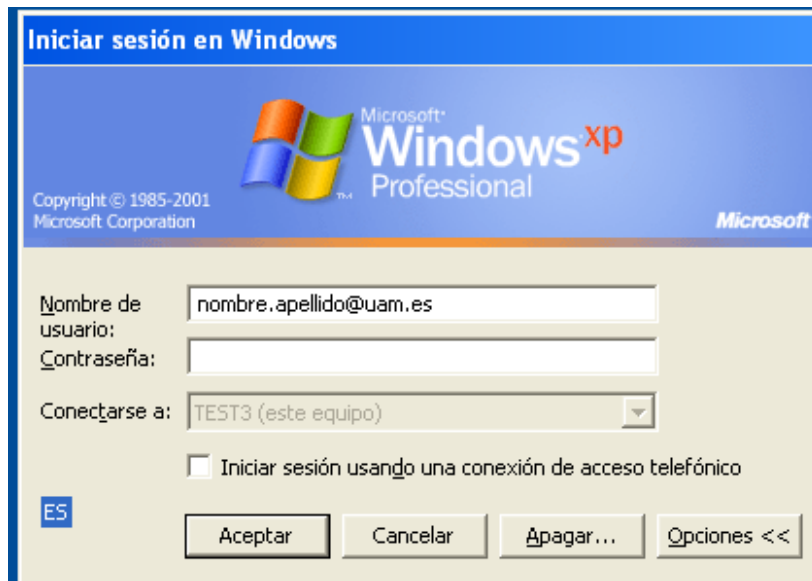 Iniciar sesión en Windows
Microsoft
Windows xp
Professional
Copyright © 1985-2001
Microsoft Corporation
Microsoft
Nombre de
usuario:
nombre.apellido@uam.es
Contraseña:
Conectarse a:
TEST3 (este equipo)
Iniciar sesión usando una conexión de acceso telefónico
ES
Aceptar
Cancelar
Apagar...
Opciones <<